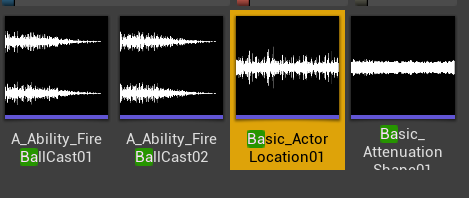 A_Ability_Fire
BallCast01
A_Ability_Fire
BallCast02
Basic_Actor
Location01
Basic_
Attenuation
Shape01